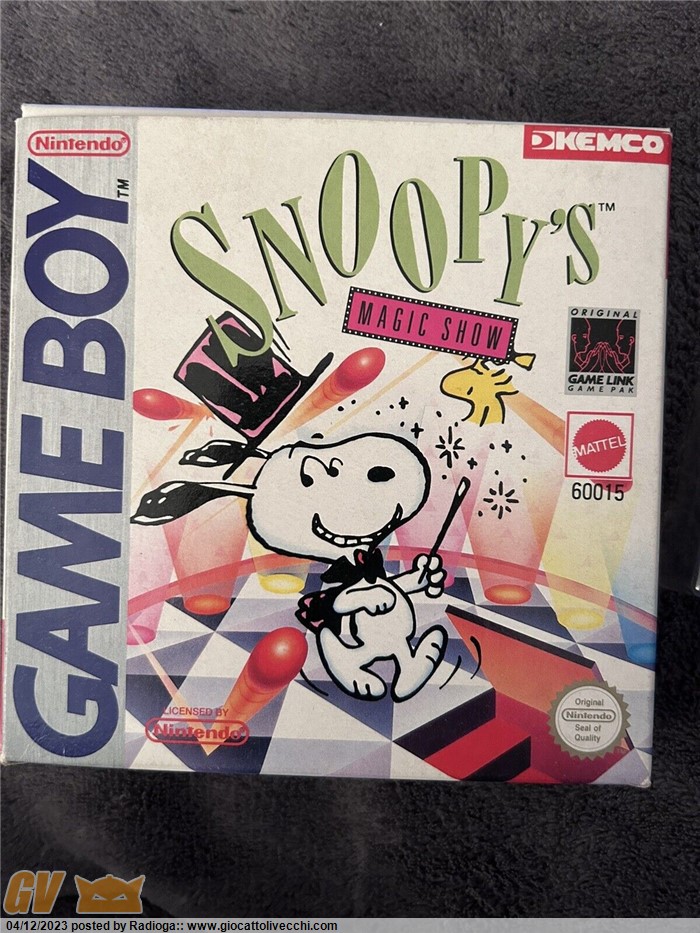 Nintendo®
GAME BOY™
KEMCO
SNOOPY'S™
MAGIC SHOW
ORIGINAL
GAME LINK
GAME PAK
MATTEL
60015
LICENSED BY
Nintendo
Original
Nintendo
Seal of
Quality
GV
04/12/2023 posted by Radioga:: www.giocattolivecchi.com